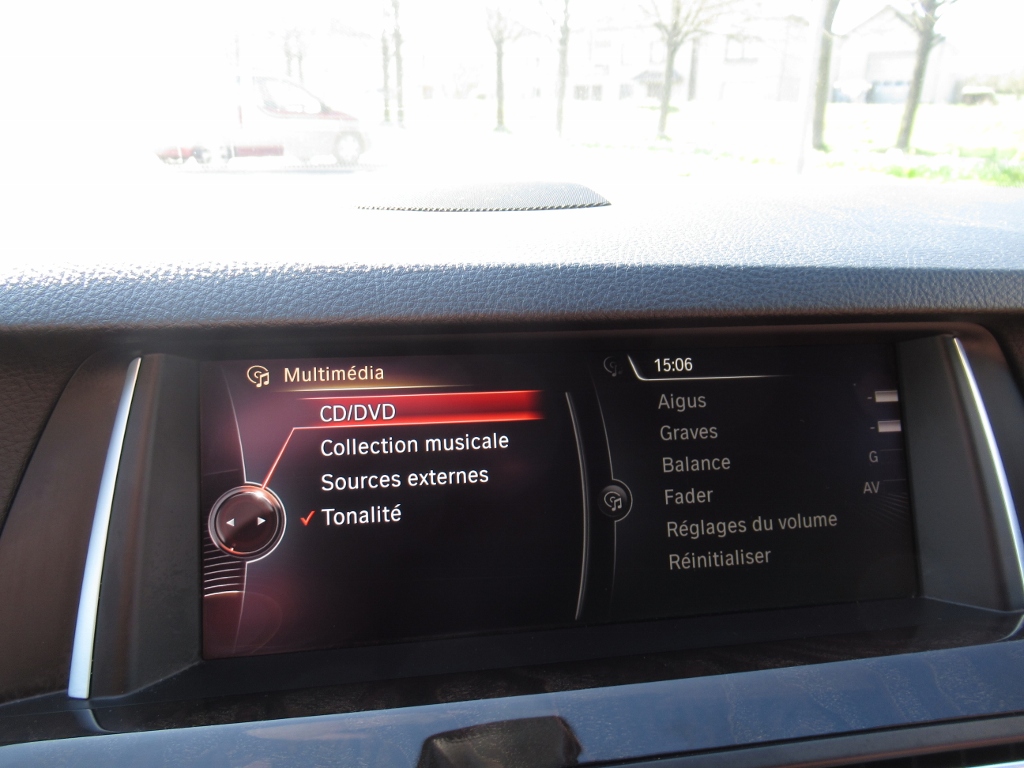 Multimédia
CD/DVD
Collection musicale
Sources externes
✓ Tonalité
15:06
Aigus -
Graves -
Balance G
Fader AV
Réglages du volume
Réinitialiser